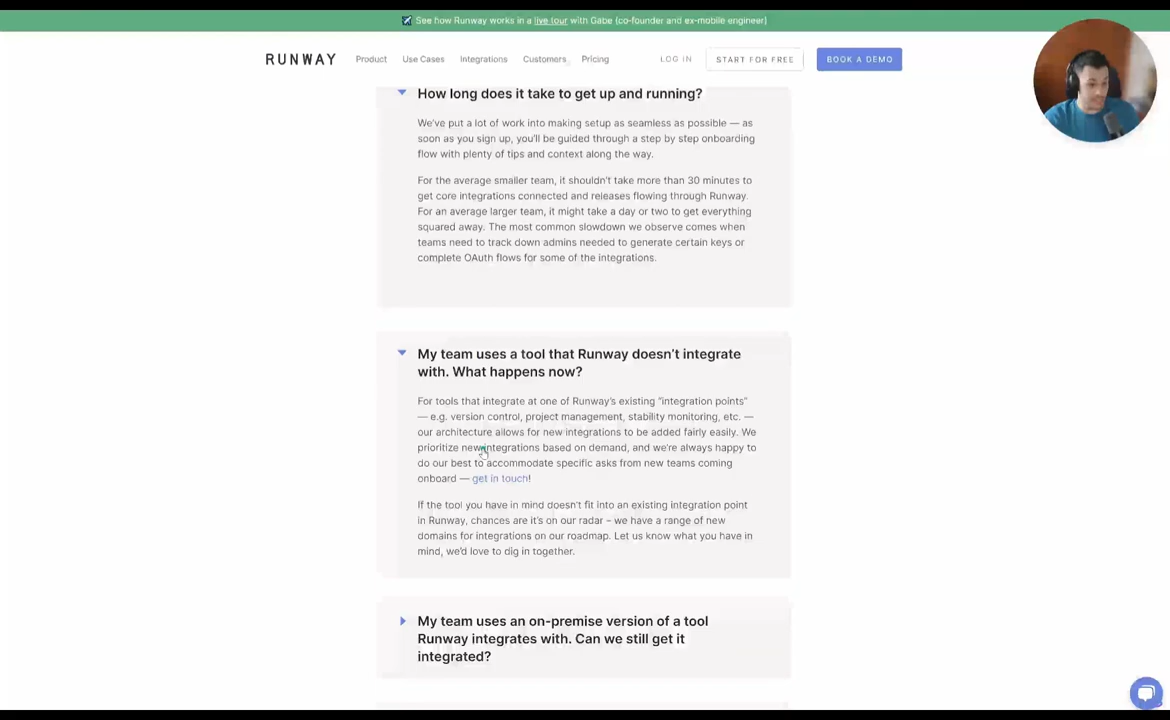 See how Runway works in a live tour with Gabe (co-founder and ex-mobile engineer)
RUNWAY
Product
Use Cases
Integrations
Customers
Pricing
LOG IN
START FOR FREE
BOOK A DEMO
How long does it take to get up and running?
We've put a lot of work into making setup as seamless as possible — as
soon as you sign up, you'll be guided through a step by step onboarding
flow with plenty of tips and context along the way.
For the average smaller team, it shouldn't take more than 30 minutes to
get core integrations connected and releases flowing through Runway.
For an average larger team, it might take a day or two to get everything
squared away. The most common slowdown we observe comes when
teams need to track down admins needed to generate certain keys or
complete OAuth flows for some of the integrations.
My team uses a tool that Runway doesn't integrate
with. What happens now?
For tools that integrate at one of Runway's existing "integration points"
— e.g. version control, project management, stability monitoring, etc. —
our architecture allows for new integrations to be added fairly easily. We
prioritize new integrations based on demand, and we're always happy to
do our best to accommodate specific asks from new teams coming
onboard — get in touch!
If the tool you have in mind doesn't fit into an existing integration point
in Runway, chances are it's on our radar – we have a range of new
domains for integrations on our roadmap. Let us know what you have in
mind, we'd love to dig in together.
My team uses an on-premise version of a tool
Runway integrates with. Can we still get it
integrated?